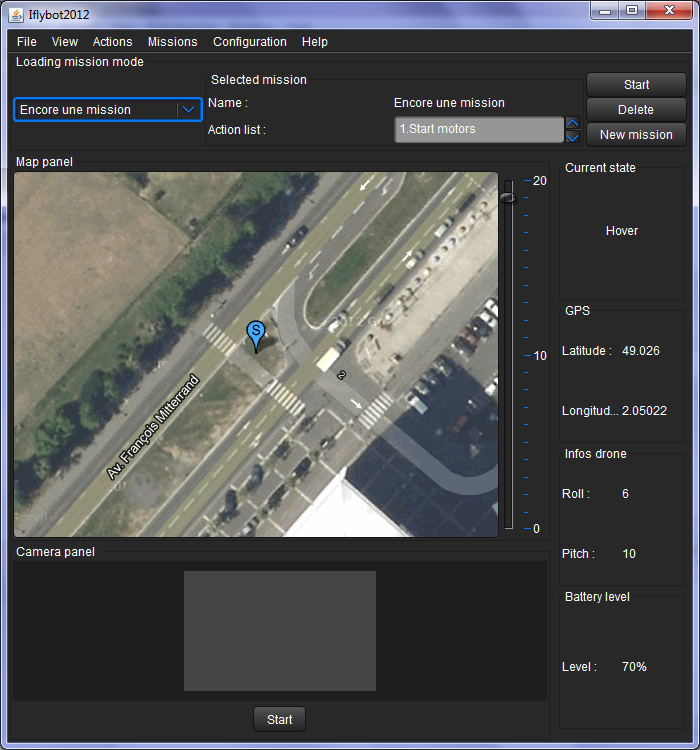 Iflybot2012
File View Actions Missions Configuration Help
Loading mission mode
Encore une mission
Selected mission
Name : Encore une mission
Action list : 1.Start motors
Start
Delete
New mission
Map panel
S
2
Av. François Mitterrand
20
10
0
Current state
Hover
GPS
Latitude : 49.026
Longitud... 2.05022
Infos drone
Roll : 6
Pitch : 10
Battery level
Level : 70%
Camera panel
Start